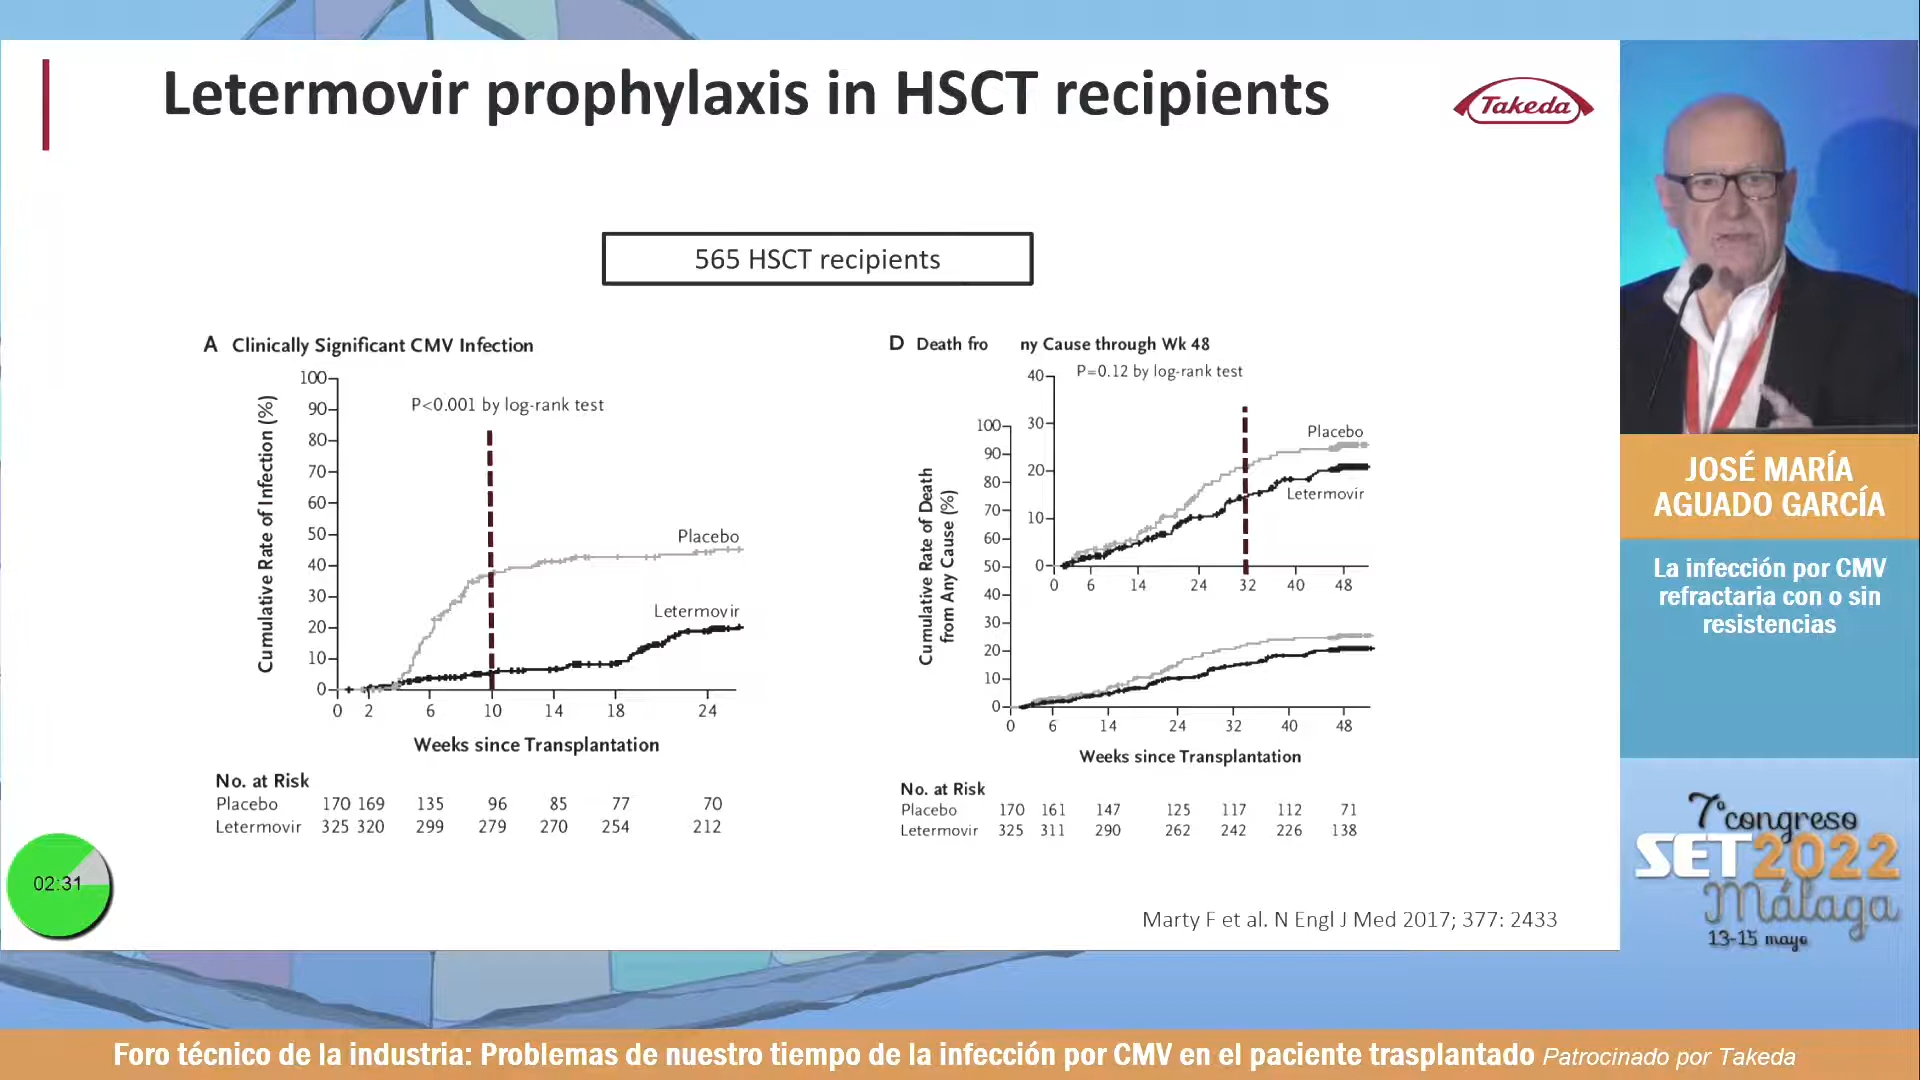 Letermovir prophylaxis in HSCT recipients
Takeda
565 HSCT recipients
A Clinically Significant CMV Infection
P<0.001 by log-rank test
Cumulative Rate of Infection (%)
100
90
80
70
60
50
40
30
20
10
0
Placebo
Letermovir
0 2 6 10 14 18 24
Weeks since Transplantation
No. at Risk
Placebo 170 169 135 96 85 77 70
Letermovir 325 320 299 279 270 254 212
D Death fro ny Cause through Wk 48
P=0.12 by log-rank test
40
30
20
10
0
Placebo
Letermovir
0 6 14 24 32 40 48
Cumulative Rate of Death
from Any Cause (%)
100
90
80
70
60
50
40
30
20
10
0
0 6 14 24 32 40 48
Weeks since Transplantation
No. at Risk
Placebo 170 161 147 125 117 112 71
Letermovir 325 311 290 262 242 226 138
02:31
Marty F et al. N Engl J Med 2017; 377: 2433
JOSÉ MARÍA
AGUADO GARCÍA
La infección por CMV
refractaria con o sin
resistencias
7º congreso
SET2022
Málaga
13-15 mayo
Foro técnico de la industria: Problemas de nuestro tiempo de la infección por CMV en el paciente trasplantado Patrocinado por Takeda